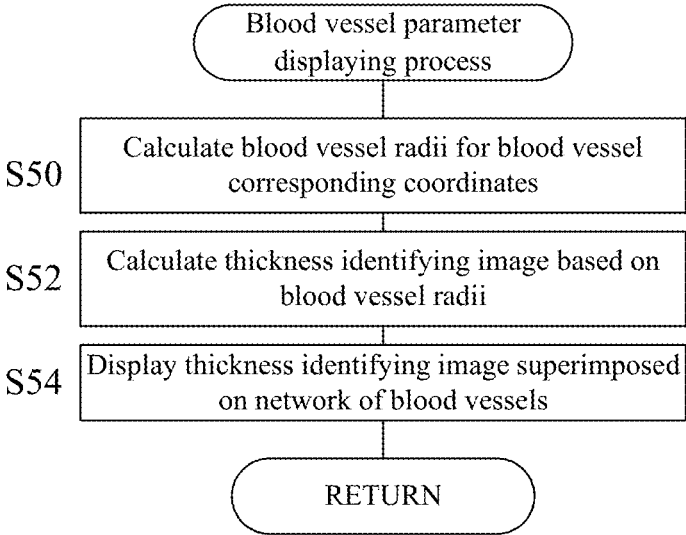 Blood vessel parameter
displaying process
S50
Calculate blood vessel radii for blood vessel
corresponding coordinates
S52
Calculate thickness identifying image based on
blood vessel radii
S54
Display thickness identifying image superimposed
on network of blood vessels
RETURN